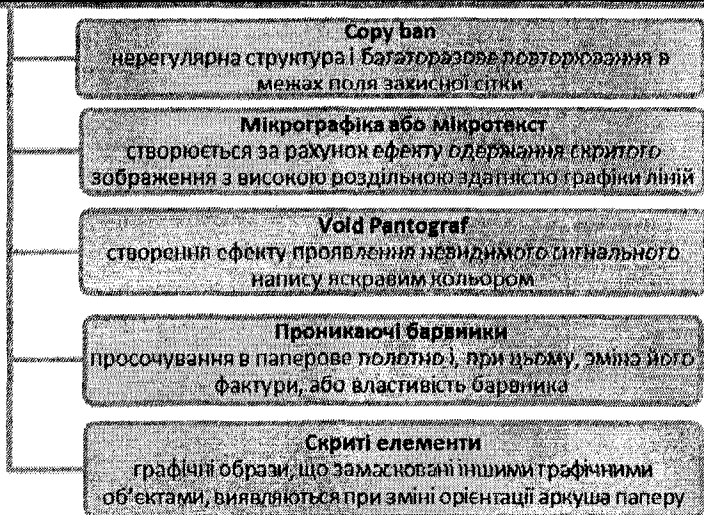 Copy ban
нерегулярна структура і багаторазове повторювання в
межах поля захисної сітки
Мікрографіка або мікротекст
створюється за рахунок ефекту одержання скритого
зображення з високою роздільною здатністю графіки ліній
Void Pantograf
створення ефекту проявлення невидимого сигнального
напису яскравим кольором
Проникаючі барвники
просочування в паперове полотно і, при цьому, зміна його
фактури, або властивість барвника
Скриті елементи
графічні образи, що замасковані іншими графічними
об'єктами, виявляються при зміні орієнтації аркуша паперу